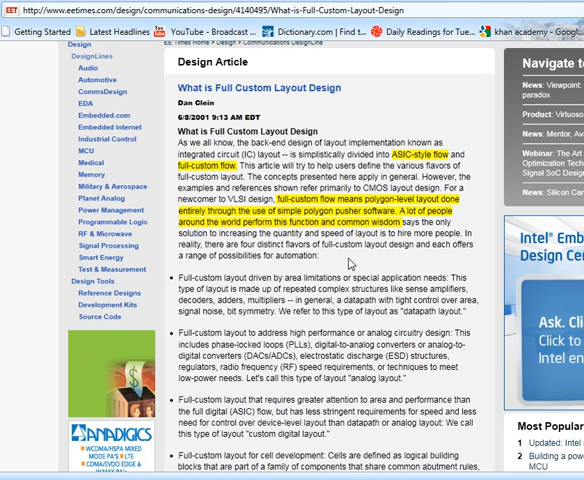 http://www.eetimes.com/design/communications-design/4140495/What-is-Full-Custom-Layout-Design
Getting Started
Latest Headlines
YouTube - Broadcast ...
Dictionary.com | Find t...
Daily Readings for Tue...
khan academy - Googl...
EE Times Home > Design > Communications DesignLine
Design
DesignLines
Audio
Automotive
CommsDesign
EDA
Embedded.com
Embedded Internet
Industrial Control
MCU
Medical
Memory
Military & Aerospace
Planet Analog
Power Management
Programmable Logic
RF & Microwave
Signal Processing
Smart Energy
Test & Measurement
Design Tools
Reference Designs
Development Kits
Source Code
ANADIGICS
WCDMA/HSPA MIXED
MODE PA'S
LTE
CDMA/EVDO EDGE &
Design Article
What is Full Custom Layout Design
Dan Clein
6/8/2001 9:13 AM EDT
What is Full Custom Layout Design
As we all know, the back-end design of layout implementation known as
integrated circuit (IC) layout -- is simplistically divided into ASIC-style flow and
full-custom flow. This article will try to help users define the various flavors of
full-custom layout. The concepts presented here apply in general. However, the
examples and references shown refer primarily to CMOS layout design. For a
newcomer to VLSI design, full-custom flow means polygon-level layout done
entirely through the use of simple polygon pusher software. A lot of people
around the world perform this function and common wisdom says the only
solution to increasing the quantity and speed of layout is to hire more people. In
reality, there are four distinct flavors of full-custom layout design and each offers
a range of possibilities for automation:
Full-custom layout driven by area limitations or special application needs: This
type of layout is made up of repeated complex structures like sense amplifiers,
decoders, adders, multipliers -- in general, a datapath with tight control over area,
signal noise, bit symmetry. We refer to this type of layout as "datapath layout."
Full-custom layout to address high performance or analog circuitry design: This
includes phase-locked loops (PLLs), digital-to-analog converters or analog-to-
digital converters (DACs/ADCs), electrostatic discharge (ESD) structures,
regulators, radio frequency (RF) speed requirements, or techniques to meet
low-power needs. Let's call this type of layout "analog layout."
Full-custom layout that requires greater attention to area and performance than
the full digital (ASIC) flow, but has less stringent requirements for speed and less
need for control over device-level layout than datapath or analog layout: We call
this type of layout "custom digital layout."
Full-custom layout for cell development: Cells are defined as logical building
blocks that are part of a family of components that share common abutment rules,
Navigate to
News: Viewpoint:
paradox
Product: Virtuoso
News: Mentor, Ava
Webinar: The Art
Signal SoC Design
News: Silicon Can
Intel® Emb
Design Cen
Ask. Cli
Click to
Intel en
Most Popular
1 Updated: Intel s
2 Building a powe
MCU